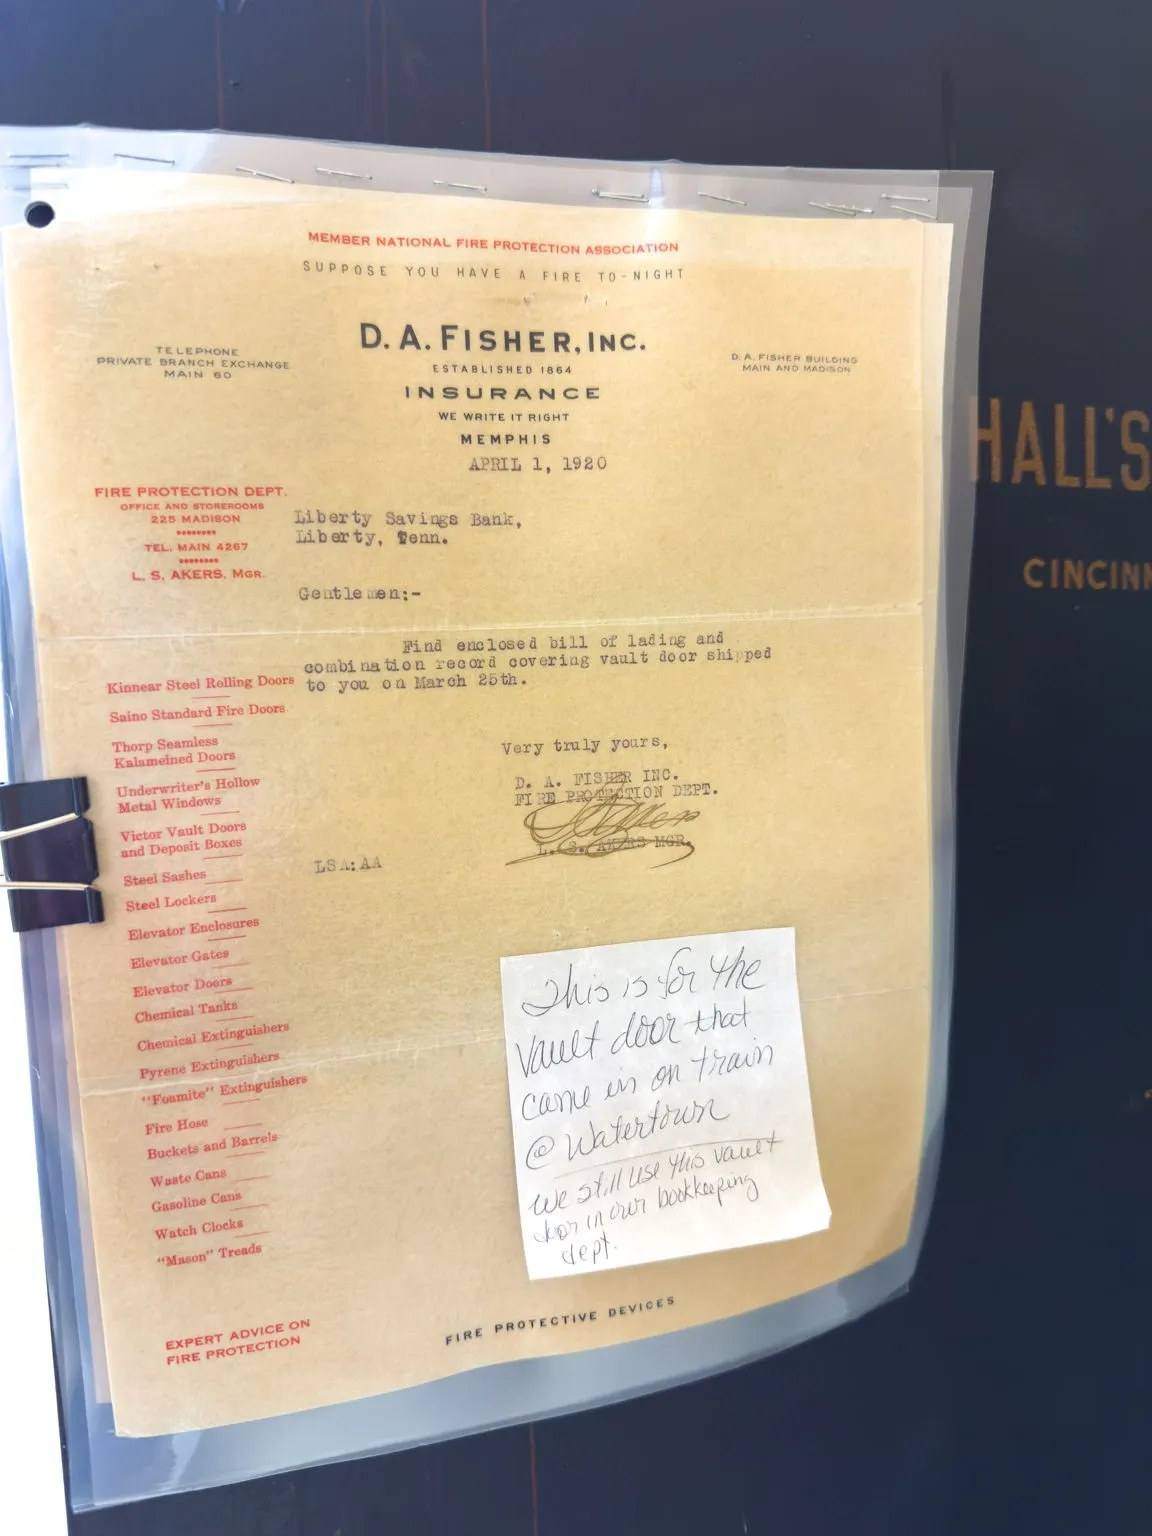 MEMBER NATIONAL FIRE PROTECTION ASSOCIATION
SUPPOSE YOU HAVE A FIRE TO-NIGHT
D. A. FISHER, INC.
ESTABLISHED 1864
INSURANCE
WE WRITE IT RIGHT
MEMPHIS
TELEPHONE
PRIVATE BRANCH EXCHANGE
MAIN 60
D. A. FISHER BUILDING
MAIN AND MADISON
APRIL 1, 1920
FIRE PROTECTION DEPT.
OFFICE AND STOREROOMS
225 MADISON
TEL. MAIN 4267
L. S. AKERS, MGR.
Liberty Savings Bank,
Liberty, Tenn.
Gentlemen:-
Find enclosed bill of lading and
combination record covering vault door shipped
to you on March 25th.
Very truly yours,
D. A. FISHER INC.
FIRE PROTECTION DEPT.
L. S. AKERS MGR.
LSA:AA
Kinnear Steel Rolling Doors
Saino Standard Fire Doors
Thorp Seamless
Kalameined Doors
Underwriter's Hollow
Metal Windows
Victor Vault Doors
and Deposit Boxes
Steel Sashes
Steel Lockers
Elevator Enclosures
Elevator Gates
Elevator Doors
Chemical Tanks
Chemical Extinguishers
Pyrene Extinguishers
"Foamite" Extinguishers
Fire Hose
Buckets and Barrels
Waste Cans
Gasoline Cans
Watch Clocks
"Mason" Treads
EXPERT ADVICE ON
FIRE PROTECTION
FIRE PROTECTIVE DEVICES
This is for the
vault door that
came in on train
@ Watertown
We still use this vault
door in our bookkeeping
dept.
HALL'S
CINCINN